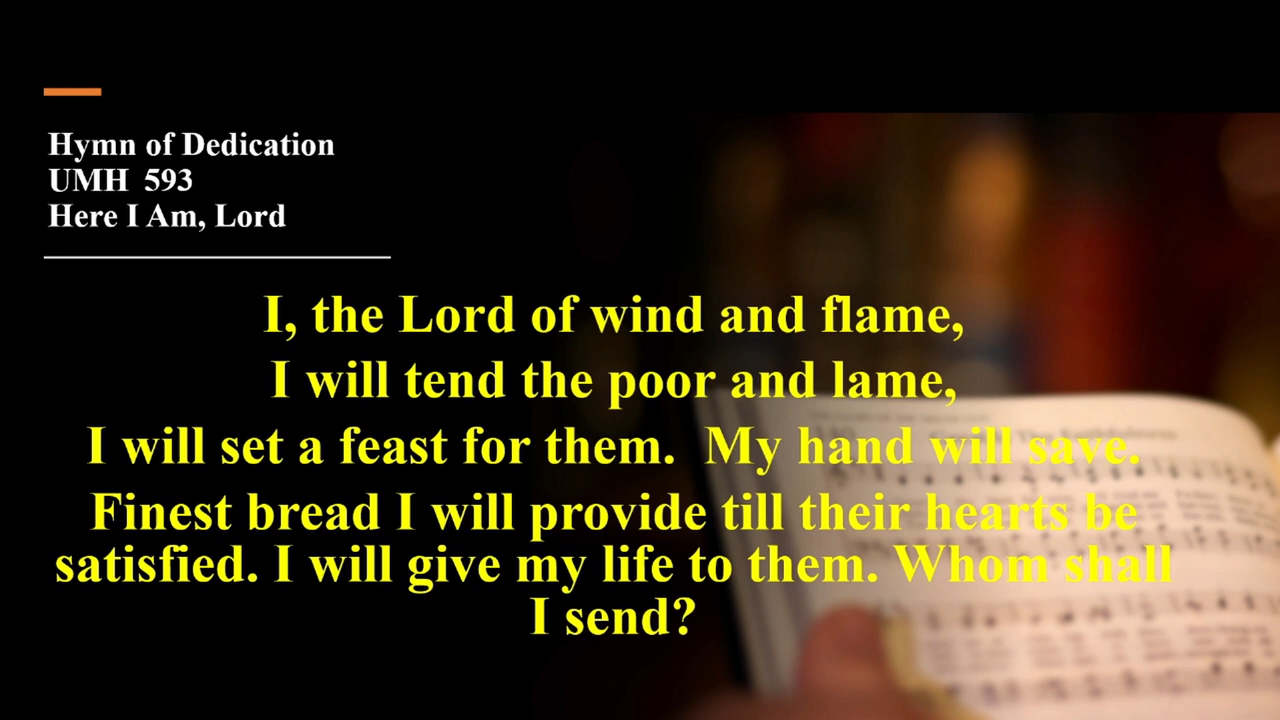 Hymn of Dedication
UMH 593
Here I Am, Lord
I, the Lord of wind and flame,
I will tend the poor and lame,
I will set a feast for them. My hand will save.
Finest bread I will provide till their hearts be
satisfied. I will give my life to them. Whom shall
I send?